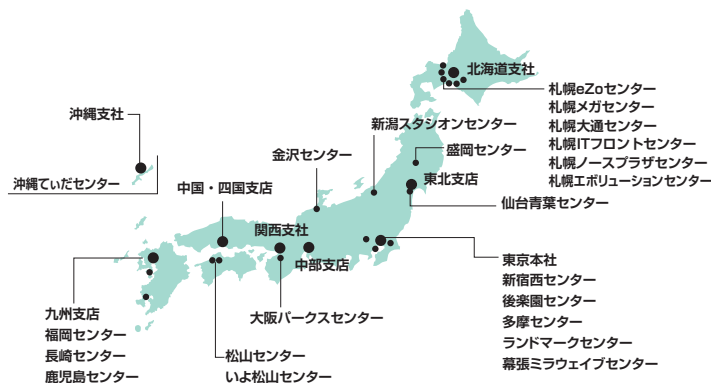 北海道支社
札幌eZoセンター
札幌メガセンター
札幌大通センター
札幌ITフロントセンター
札幌ノースプラザセンター
札幌エボリューションセンター
沖縄支社
沖縄てぃだセンター
新潟スタシオンセンター
金沢センター
盛岡センター
東北支店
仙台青葉センター
中国・四国支店
関西支社
中部支店
東京本社
新宿西センター
後楽園センター
多摩センター
ランドマークセンター
幕張ミラウェイブセンター
大阪パークスセンター
九州支店
福岡センター
長崎センター
鹿児島センター
松山センター
いよ松山センター